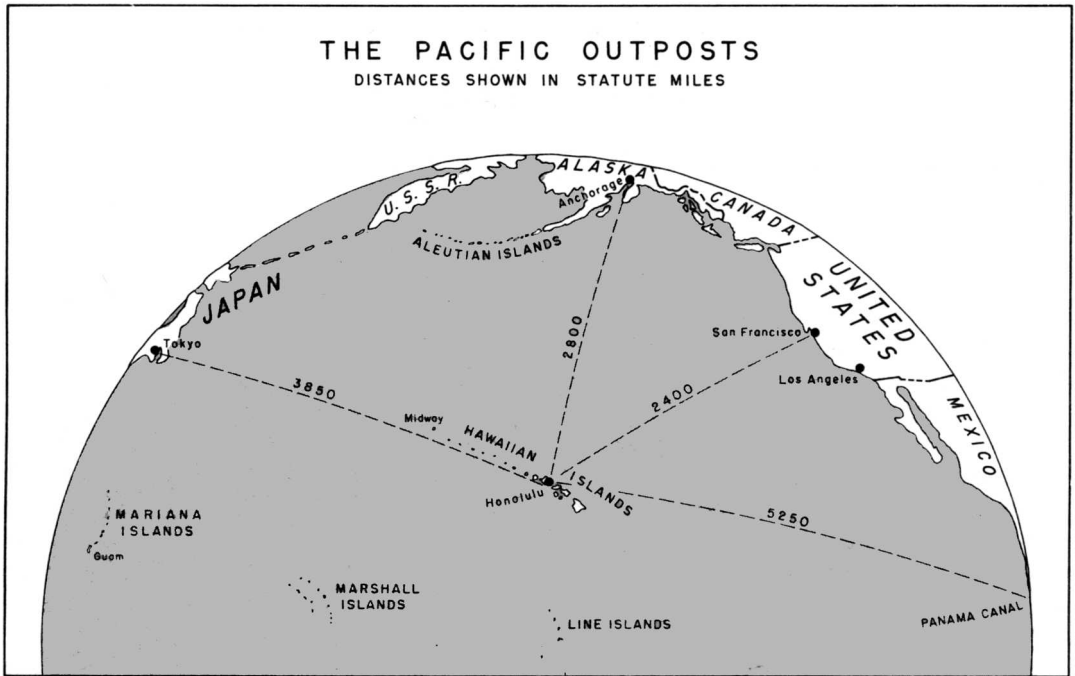 THE PACIFIC OUTPOSTS
DISTANCES SHOWN IN STATUTE MILES
ALASKA
U.S.S.R.
Anchorage
CANADA
ALEUTIAN ISLANDS
UNITED
STATES
JAPAN
San Francisco
Tokyo
2800
Los Angeles
3850
2400
MEXICO
Midway
HAWAIIAN
ISLANDS
Honolulu
5250
MARIANA
ISLANDS
Guam
MARSHALL
ISLANDS
LINE ISLANDS
PANAMA CANAL